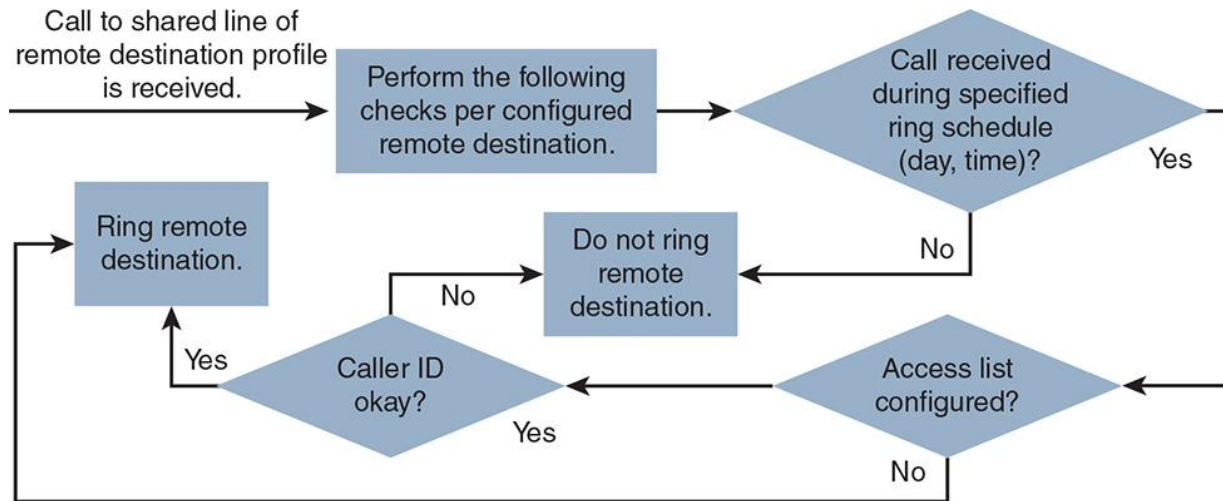 Call to shared line of
remote destination profile
is received.
Perform the following
checks per configured
remote destination.
Call received
during specified
ring schedule
(day, time)?
Yes
No
Ring remote
destination.
Do not ring
remote
destination.
No
Yes
Caller ID
okay?
Yes
Access list
configured?
No